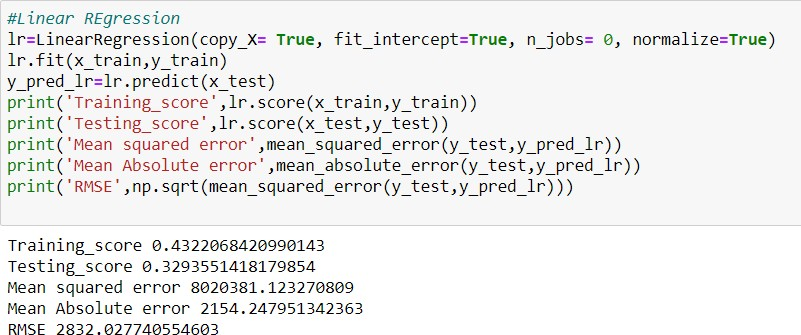 #Linear REgression
lr=LinearRegression(copy_X= True, fit_intercept=True, n_jobs= 0, normalize=True)
lr.fit(x_train,y_train)
y_pred_lr=lr.predict(x_test)
print('Training_score',lr.score(x_train,y_train))
print('Testing_score',lr.score(x_test,y_test))
print('Mean squared error',mean_squared_error(y_test,y_pred_lr))
print('Mean Absolute error',mean_absolute_error(y_test,y_pred_lr))
print('RMSE',np.sqrt(mean_squared_error(y_test,y_pred_lr)))
Training_score 0.4322068420990143
Testing_score 0.3293551418179854
Mean squared error 8020381.123270809
Mean Absolute error 2154.247951342363
RMSE 2832.027740554603